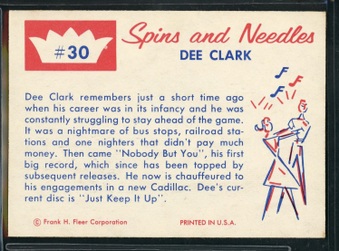 #30
Spins and Needles
DEE CLARK
Dee Clark remembers just a short time ago
when his career was in its infancy and he was
constantly struggling to stay ahead of the game.
It was a nightmare of bus stops, railroad sta-
tions and one nighters that didn't pay much
money. Then came "Nobody But You", his first
big record, which since has been topped by
subsequent releases. He now is chauffeured to
his engagements in a new Cadillac. Dee's cur-
rent disc is "Just Keep It Up".
© Frank H. Fleer Corporation
PRINTED IN U.S.A.